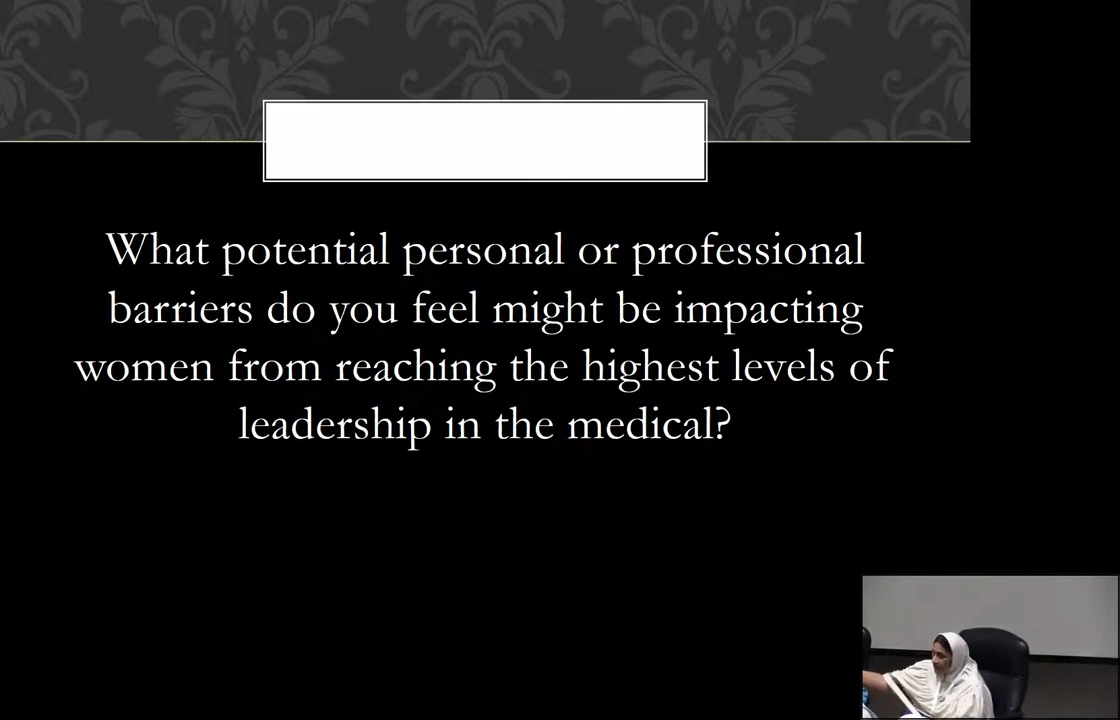 What potential personal or professional
barriers do you feel might be impacting
women from reaching the highest levels of
leadership in the medical?